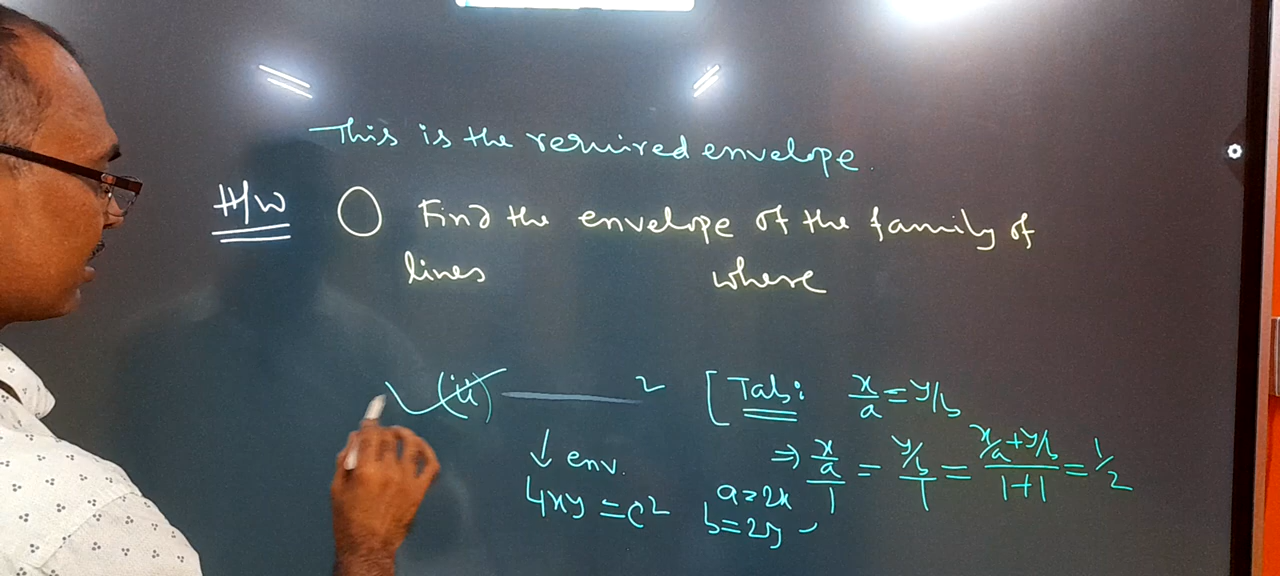 This is the required envelope.
H/W Find the envelope of the family of
lines where
(ii) 2 [Tab: x/a = y/b
↓ env. ⇒ x/a/1 = y/b/1 = x/a+y/b/1+1 = 1/2
4xy = c² a=2x
b=2y